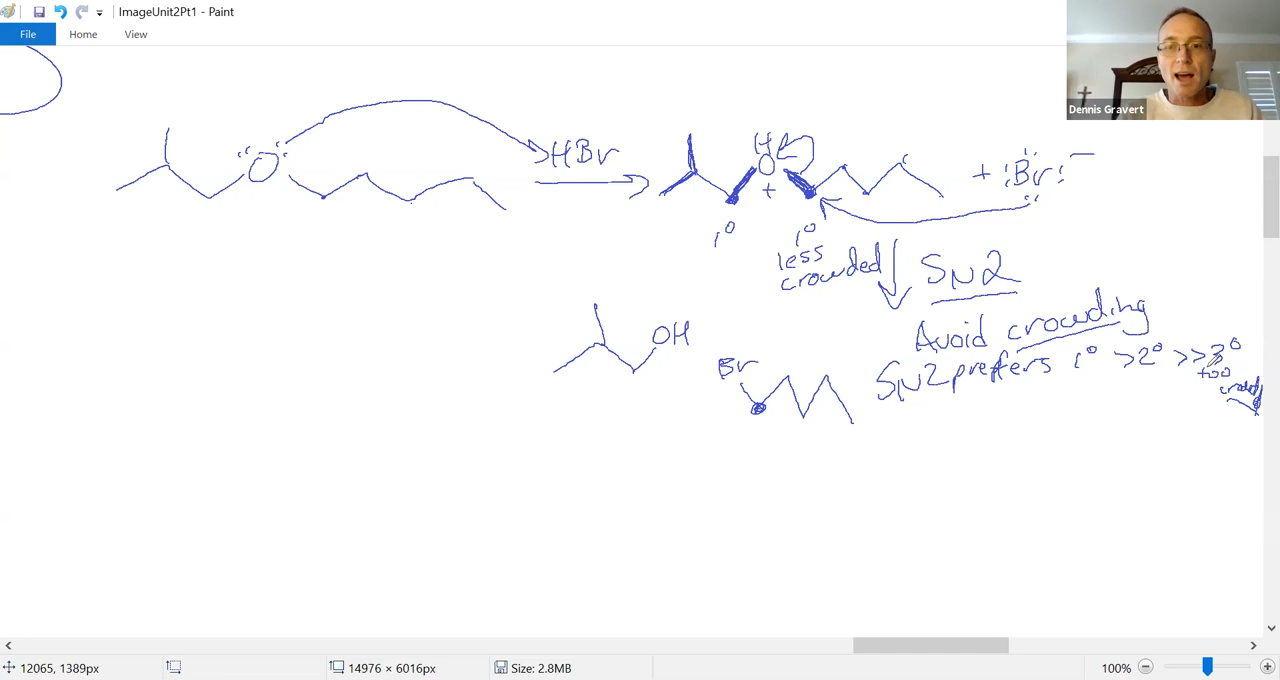 ImageUnit2Pt1 - Paint
File Home View
Dennis Gravert
O
HBr
H
O
+
+ Br −
1° 1°
less
crowded
SN2
Avoid crowding
SN2 prefers 1° > 2° >> 3°
too
OH
Br
12065, 1389px
14976 × 6016px
Size: 2.8MB
100%